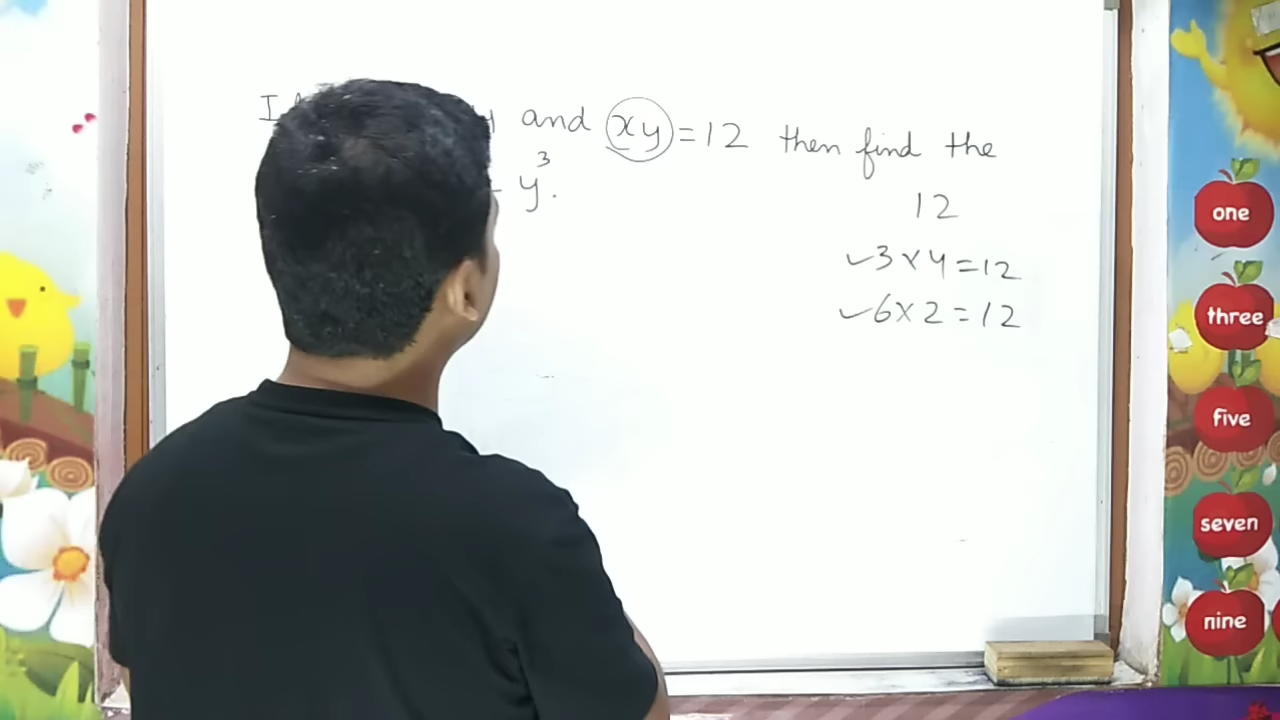 and xy = 12 then find the
y³.
12
✓3 × 4 = 12
✓6 × 2 = 12
one
three
five
seven
nine